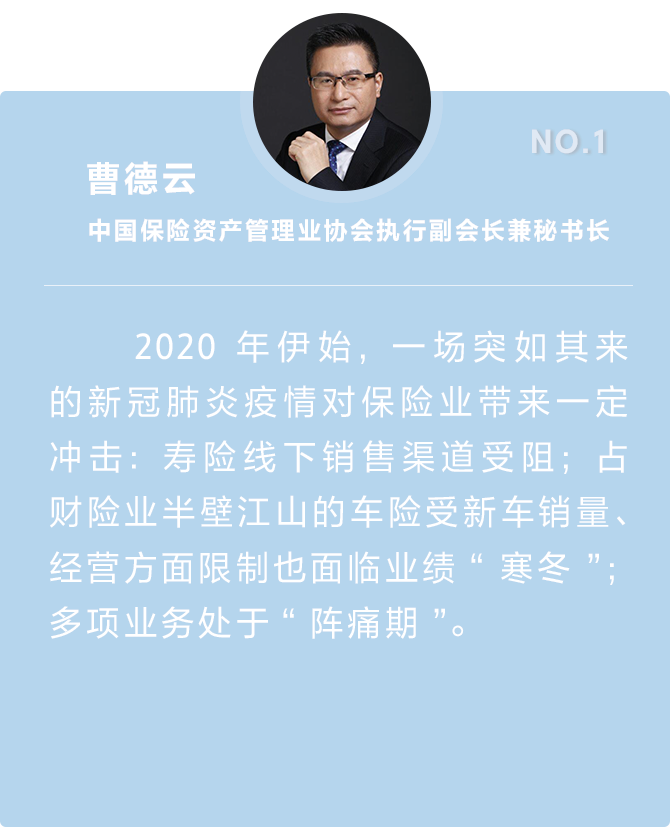 NO.1
曹德云
中国保险资产管理业协会执行副会长兼秘书长
2020 年伊始，一场突如其来
的新冠肺炎疫情对保险业带来一定
冲击：寿险线下销售渠道受阻；占
财险业半壁江山的车险受新车销量、
经营方面限制也面临业绩“ 寒冬 ”；
多项业务处于“ 阵痛期 ”。